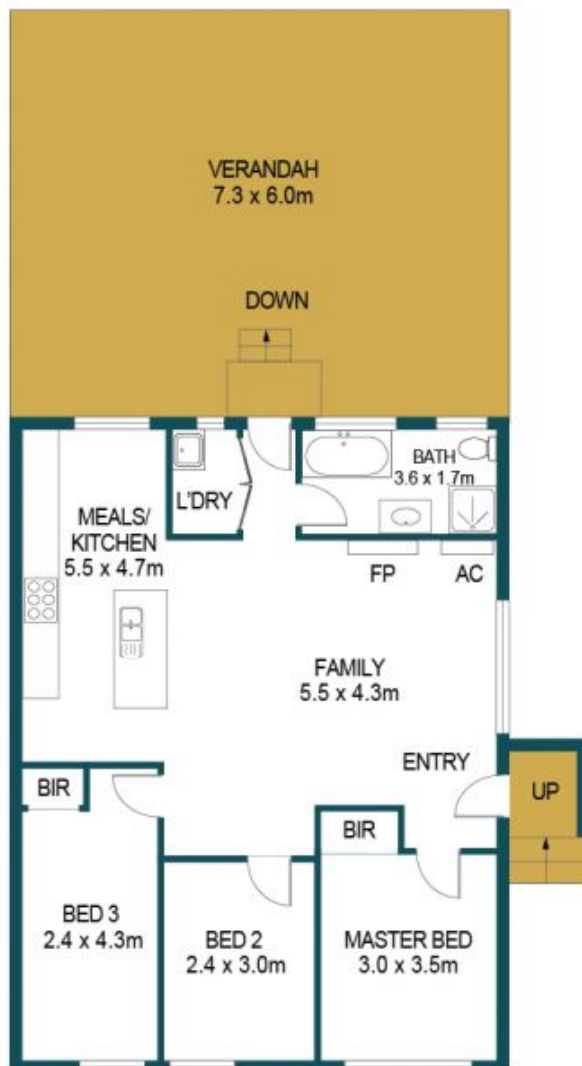 VERANDAH
7.3 x 6.0m
DOWN
BATH
3.6 x 1.7m
L'DRY
MEALS/
KITCHEN
5.5 x 4.7m
FP
AC
FAMILY
5.5 x 4.3m
ENTRY
UP
BIR
BIR
BED 3
2.4 x 4.3m
BED 2
2.4 x 3.0m
MASTER BED
3.0 x 3.5m